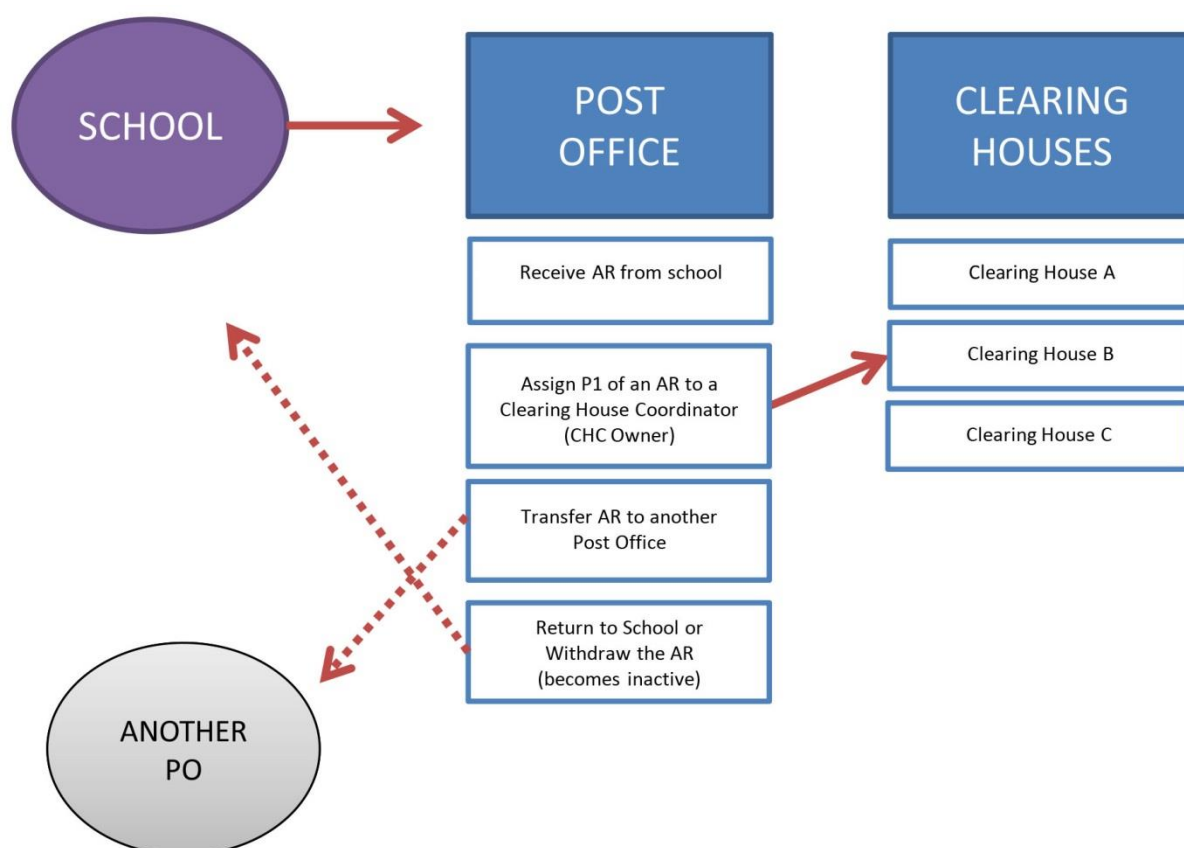 SCHOOL
POST
OFFICE
CLEARING
HOUSES
Receive AR from school
Clearing House A
Assign P1 of an AR to a
Clearing House Coordinator
(CHC Owner)
Clearing House B
Clearing House C
Transfer AR to another
Post Office
Return to School or
Withdraw the AR
(becomes inactive)
ANOTHER
PO